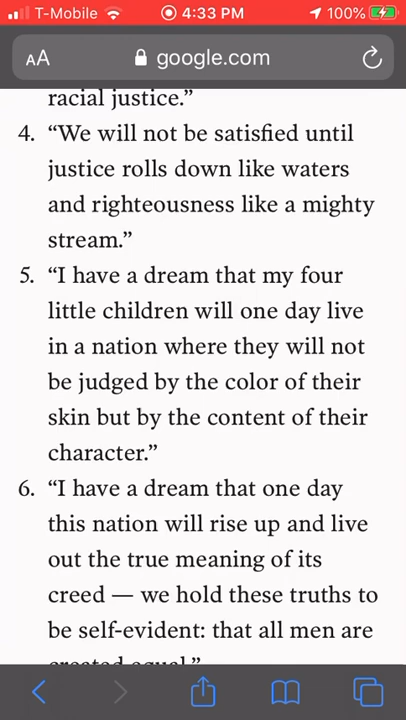 T-Mobile 4:33 PM 100%
AA google.com
racial justice.”
4. “We will not be satisfied until
justice rolls down like waters
and righteousness like a mighty
stream.”
5. “I have a dream that my four
little children will one day live
in a nation where they will not
be judged by the color of their
skin but by the content of their
character.”
6. “I have a dream that one day
this nation will rise up and live
out the true meaning of its
creed — we hold these truths to
be self-evident: that all men are
created equal.”